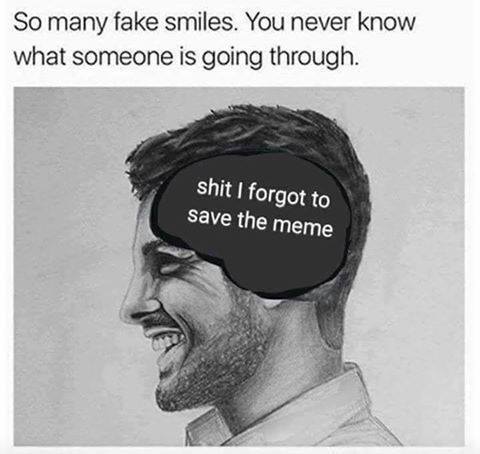 So many fake smiles. You never know
what someone is going through.
shit I forgot to
save the meme